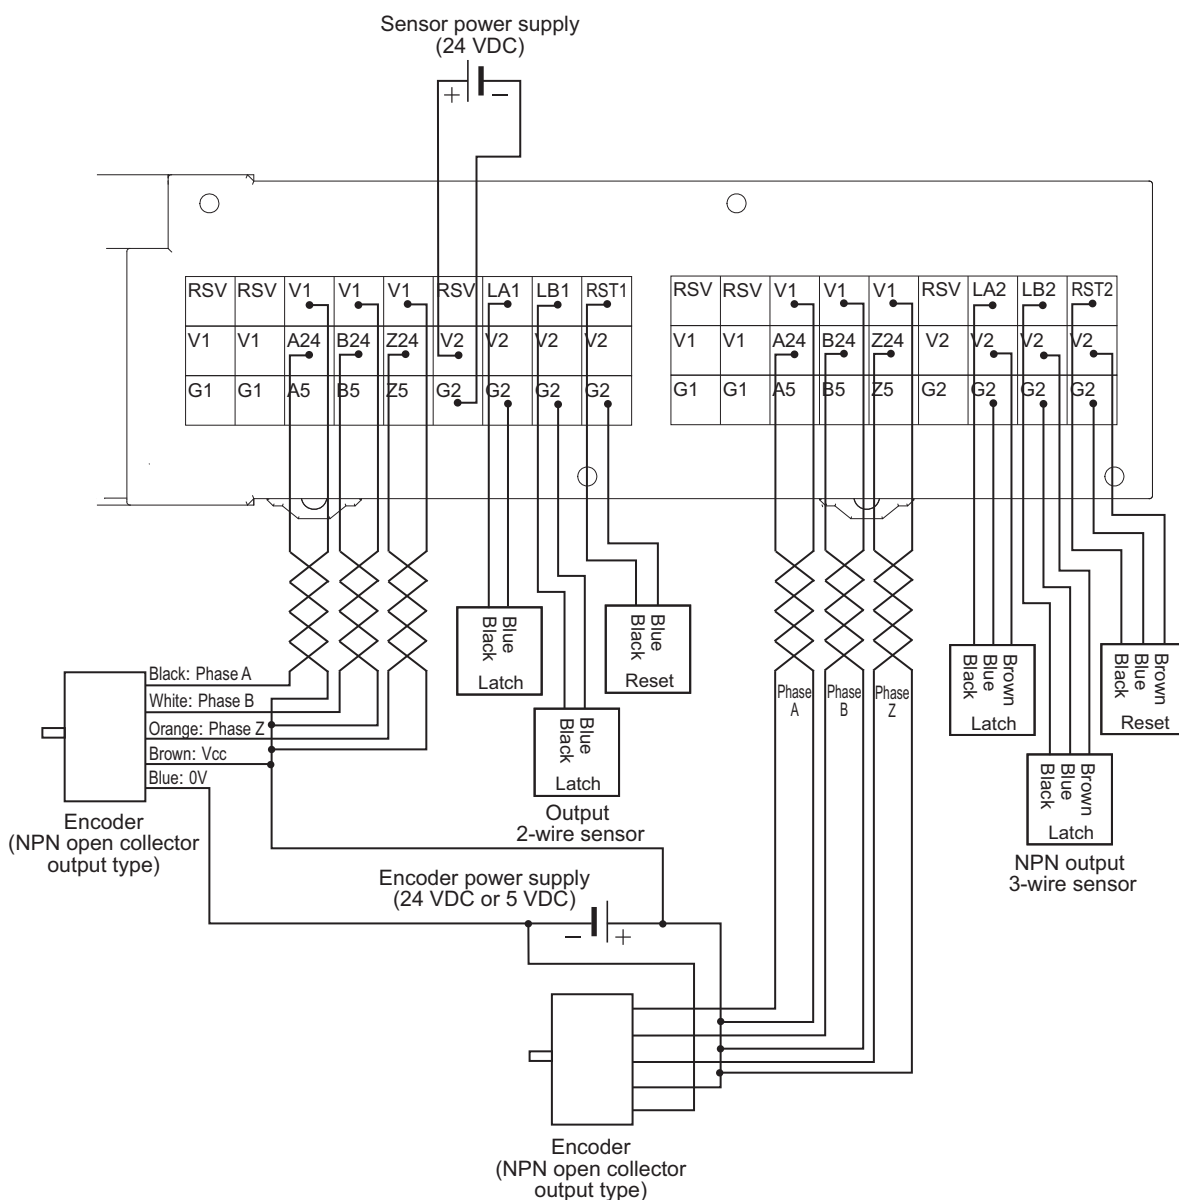 Sensor power supply
(24 VDC)
+ −
RSV RSV V1 V1 V1 RSV LA1 LB1 RST1
V1 V1 A24 B24 Z24 V2 V2 V2 V2
G1 G1 A5 B5 Z5 G2 G2 G2 G2
RSV RSV V1 V1 V1 RSV LA2 LB2 RST2
V1 V1 A24 B24 Z24 V2 V2 V2 V2
G1 G1 A5 B5 Z5 G2 G2 G2 G2
Black: Phase A
White: Phase B
Orange: Phase Z
Brown: Vcc
Blue: 0V
Encoder
(NPN open collector
output type)
Black
Blue
Latch
Black
Blue
Latch
Black
Blue
Reset
Output
2-wire sensor
Phase
A
Phase
B
Phase
Z
Black
Blue
Brown
Latch
Black
Blue
Brown
Latch
Black
Blue
Brown
Reset
NPN output
3-wire sensor
Encoder power supply
(24 VDC or 5 VDC)
− +
Encoder
(NPN open collector
output type)